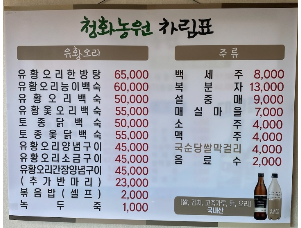 청화농원 차림표
유황오리
유황오리한방탕 65,000
유황오리능이백숙 60,000
유황오리백숙 50,000
유황옻오리백숙 55,000
토종닭백숙 50,000
토종옻닭백숙 55,000
유황오리양념구이 45,000
유황오리소금구이 45,000
유황오리간장양념구이 45,000
(추가반마리) 23,000
볶음밥(셀프) 2,000
녹두죽 1,000
주류
백세주 8,000
복분자 13,000
설중매 9,000
매실마을 7,000
소주 4,000
맥주 4,000
국순당쌀막걸리 4,000
음료수 2,000
국내산